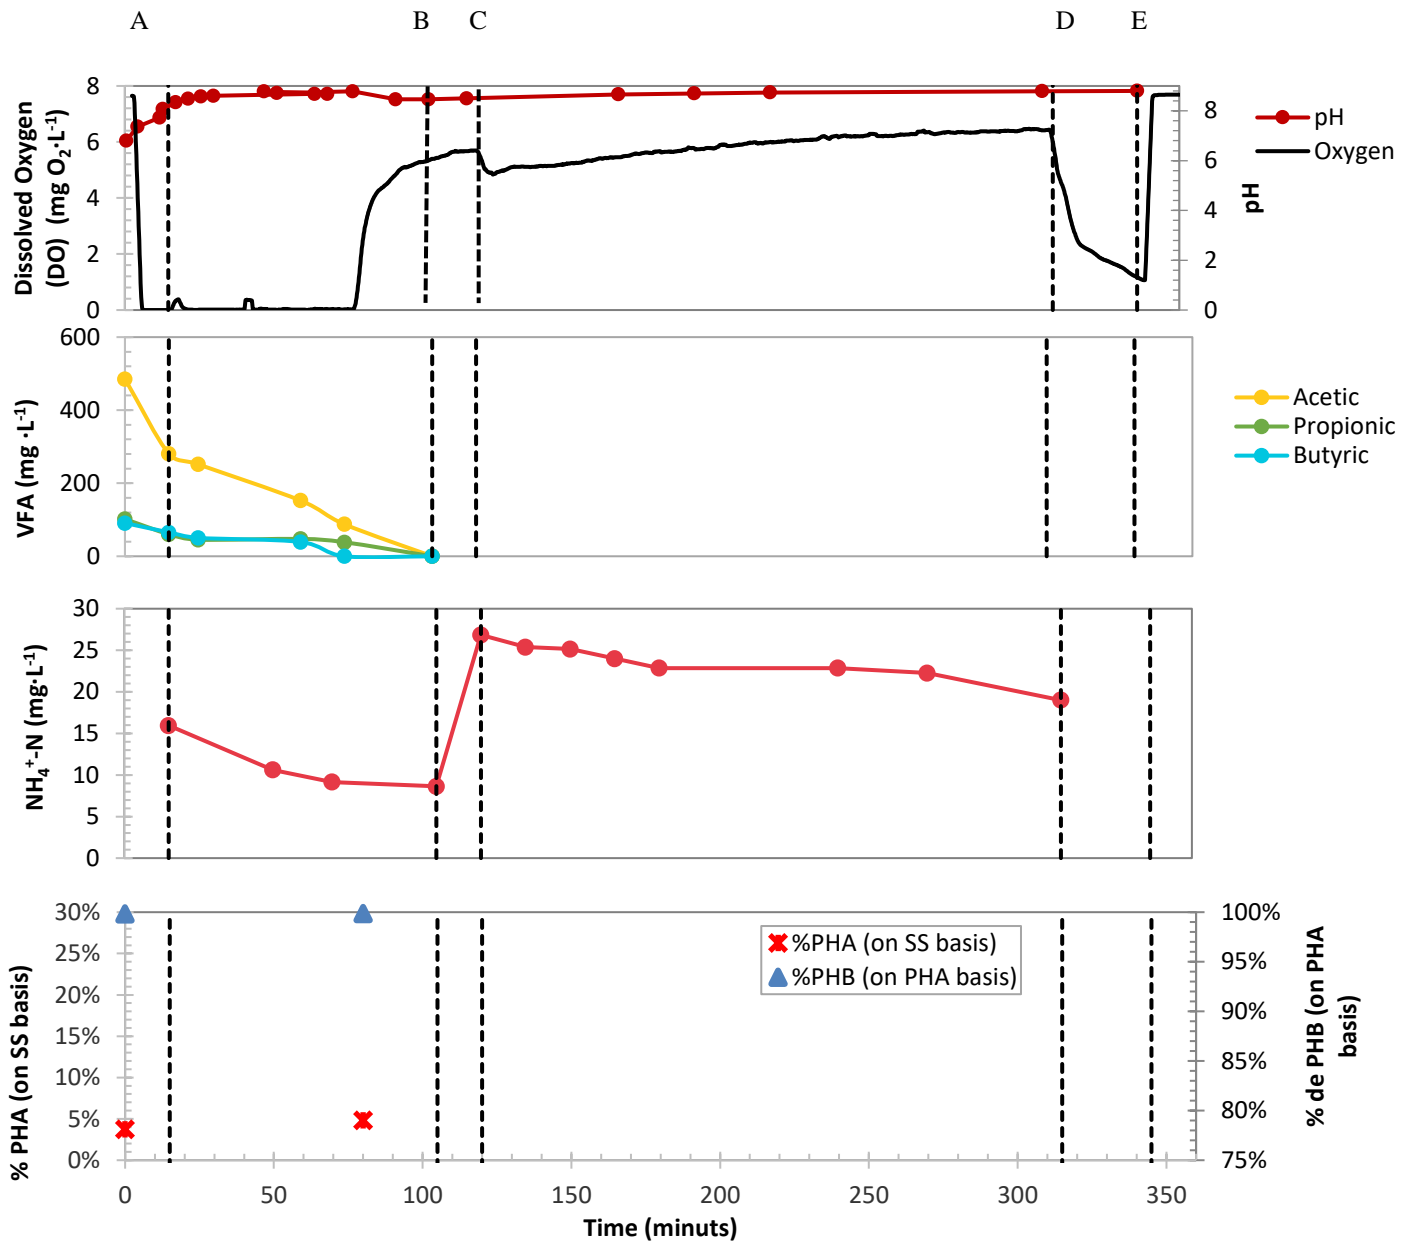 A B C D E
Dissolved Oxygen
(DO) (mg O₂·L⁻¹)
8
6
4
2
0
8
6
4
2
0
pH
pH
Oxygen
VFA (mg ·L⁻¹)
600
400
200
0
Acetic
Propionic
Butyric
NH₄⁺-N (mg·L⁻¹)
30
25
20
15
10
5
0
% PHA (on SS basis)
30%
25%
20%
15%
10%
5%
0%
%PHA (on SS basis)
%PHB (on PHA basis)
100%
95%
90%
85%
80%
75%
% de PHB (on PHA
basis)
0 50 100 150 200 250 300 350
Time (minuts)